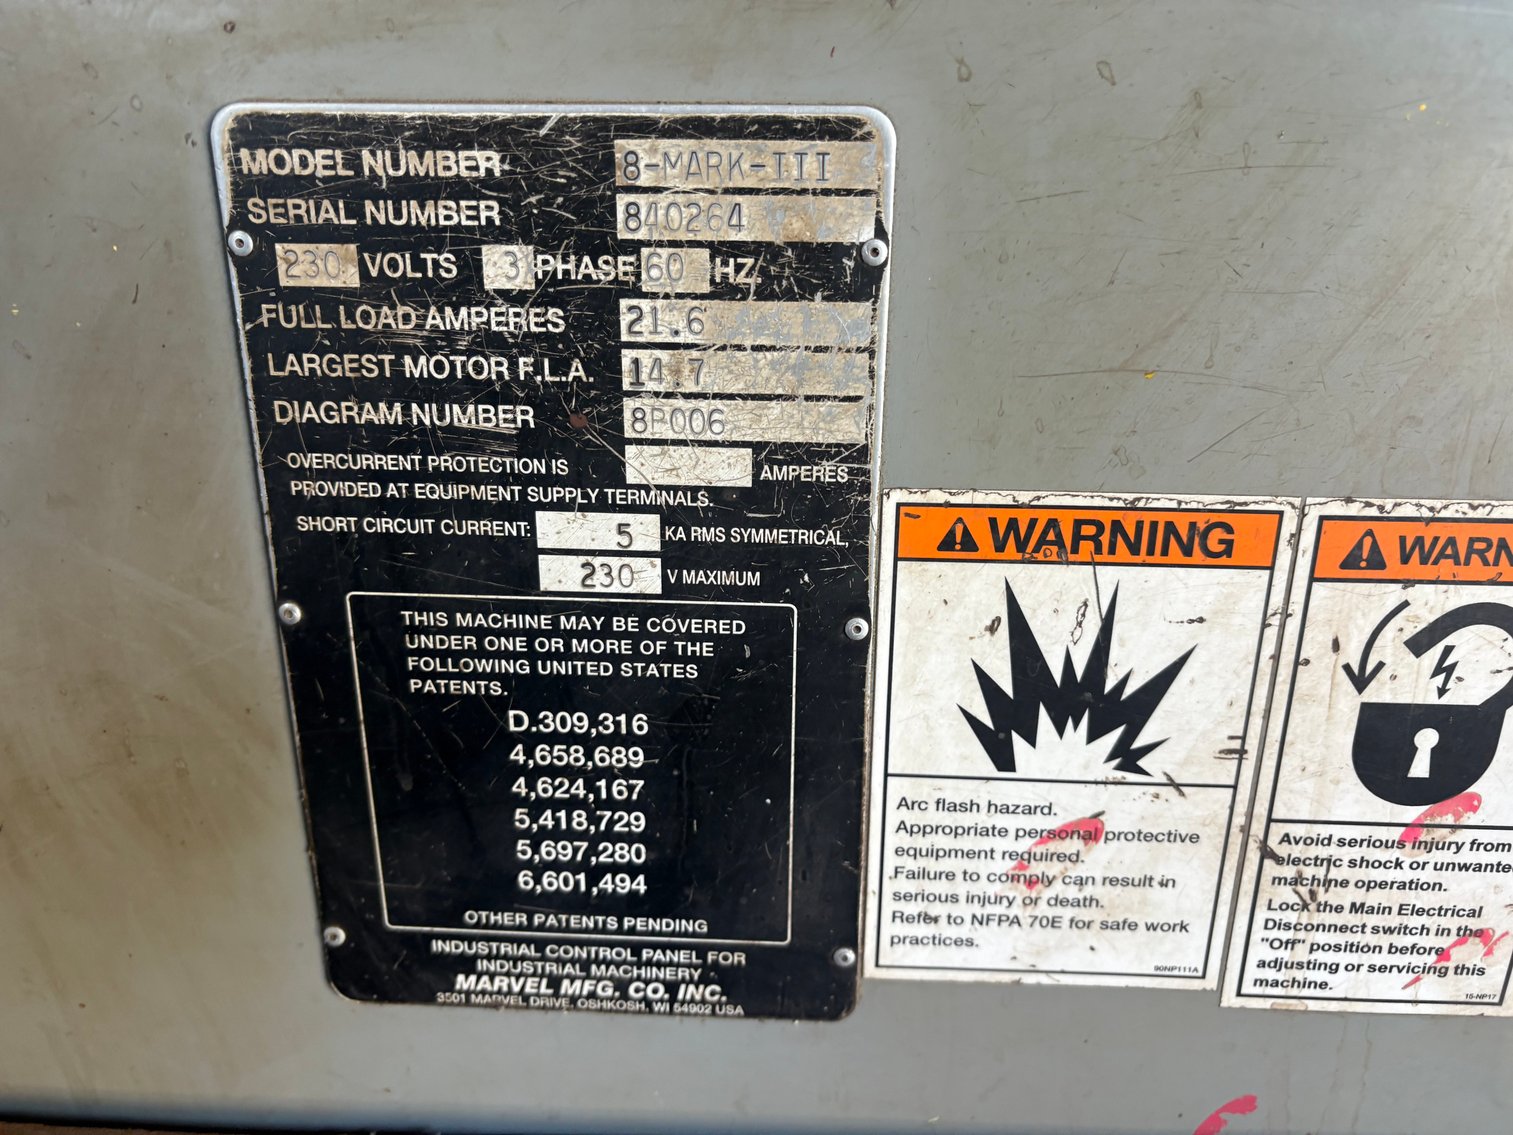 MODEL NUMBER 8-MARK-III
SERIAL NUMBER 840264
230 VOLTS 3 PHASE 60 HZ.
FULL LOAD AMPERES 21.6
LARGEST MOTOR F.L.A. 14.7
DIAGRAM NUMBER 8P006
OVERCURRENT PROTECTION IS AMPERES
PROVIDED AT EQUIPMENT SUPPLY TERMINALS.
SHORT CIRCUIT CURRENT: 5 KA RMS SYMMETRICAL,
230 V MAXIMUM
THIS MACHINE MAY BE COVERED
UNDER ONE OR MORE OF THE
FOLLOWING UNITED STATES
PATENTS.
D.309,316
4,658,689
4,624,167
5,418,729
5,697,280
6,601,494
OTHER PATENTS PENDING
INDUSTRIAL CONTROL PANEL FOR
INDUSTRIAL MACHINERY
MARVEL MFG. CO. INC.
3501 MARVEL DRIVE, OSHKOSH, WI 54902 USA
WARNING
Arc flash hazard.
Appropriate personal protective
equipment required.
Failure to comply can result in
serious injury or death.
Refer to NFPA 70E for safe work
practices.
90NP111A
WARN
Avoid serious injury from
electric shock or unwante
machine operation.
Lock the Main Electrical
Disconnect switch in the
"Off" position before
adjusting or servicing this
machine.
15-NP17